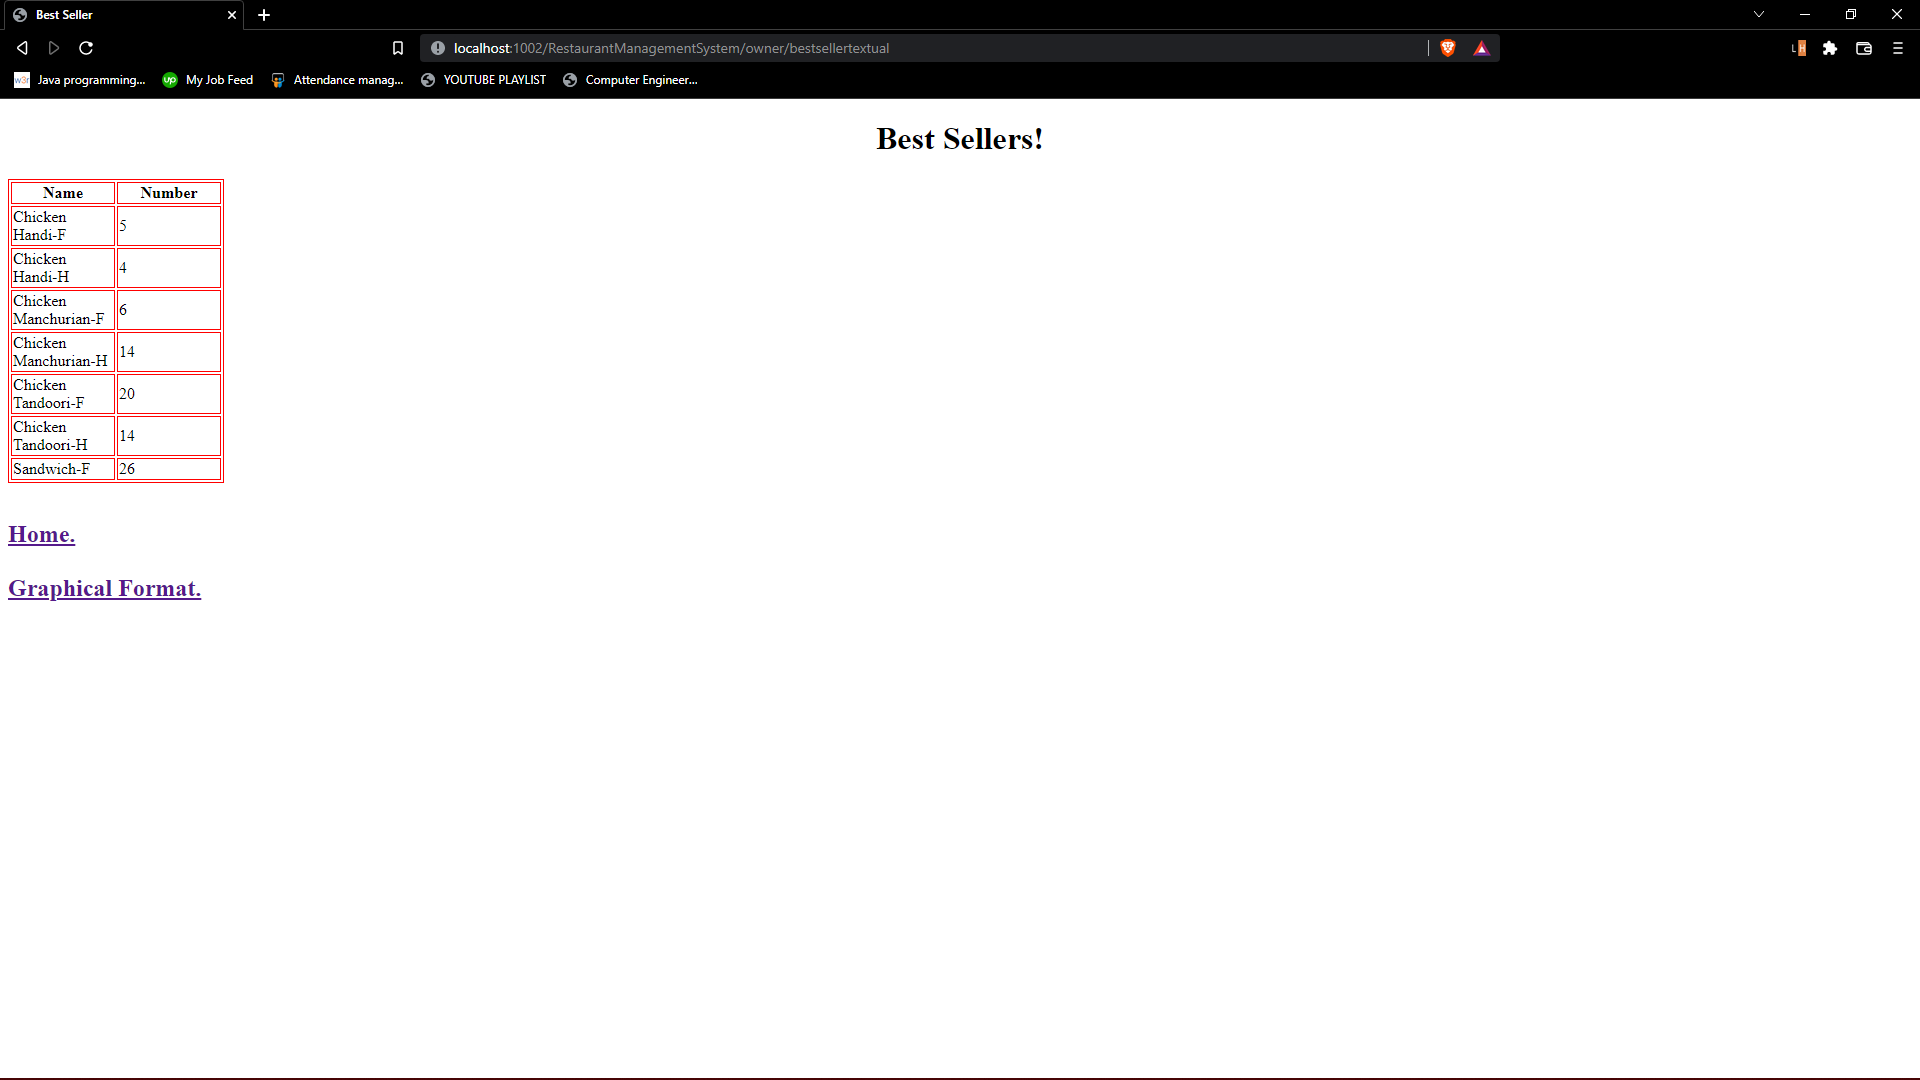 Best Seller
localhost:1002/RestaurantManagementSystem/owner/bestsellertextual
L H
w3r Java programming... up My Job Feed Attendance manag... YOUTUBE PLAYLIST Computer Engineer...
Best Sellers!
Name Number
Chicken
Handi-F 5
Chicken
Handi-H 4
Chicken
Manchurian-F 6
Chicken
Manchurian-H 14
Chicken
Tandoori-F 20
Chicken
Tandoori-H 14
Sandwich-F 26
Home.
Graphical Format.